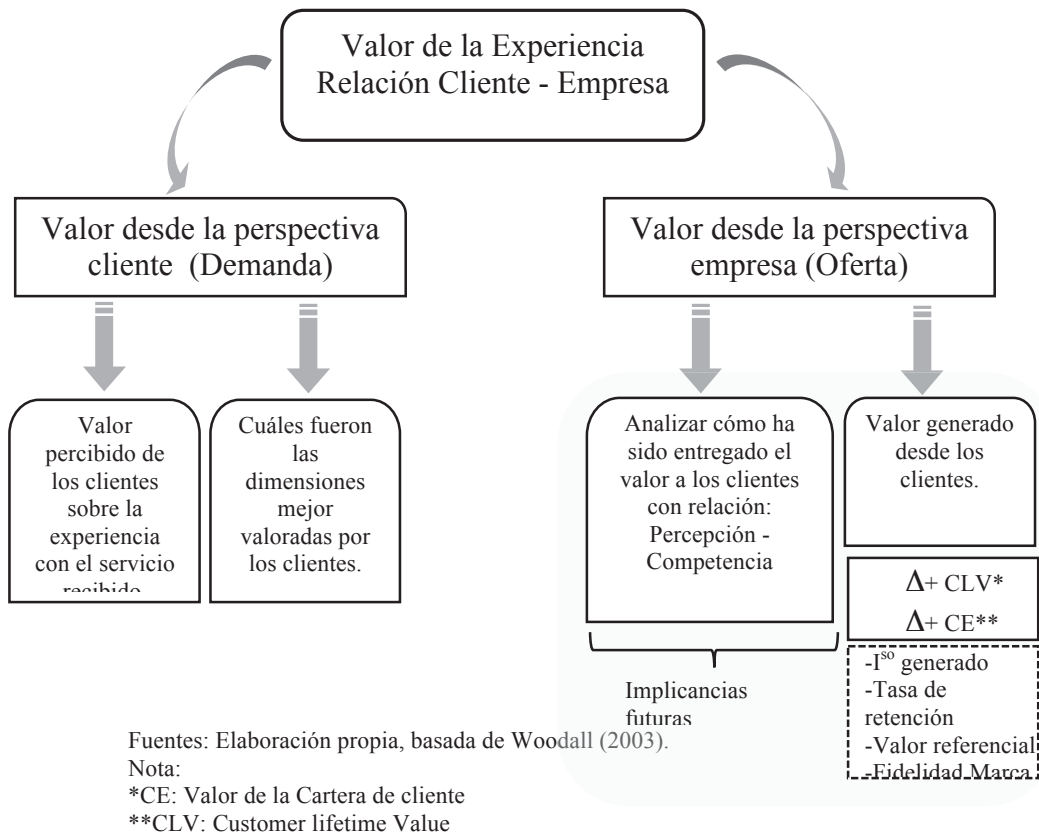 Valor de la Experiencia
Relación Cliente - Empresa
Valor desde la perspectiva
cliente (Demanda)
Valor desde la perspectiva
empresa (Oferta)
Valor
percibido de
los clientes
sobre la
experiencia
con el servicio
recibido
Cuáles fueron
las
dimensiones
mejor
valoradas por
los clientes.
Analizar cómo ha
sido entregado el
valor a los clientes
con relación:
Percepción -
Competencia
Valor generado
desde los
clientes.
Δ+ CLV*
Δ+ CE**
-Iˢᵒ generado
-Tasa de
retención
-Valor referencial
-Fidelidad Marca
Implicancias
futuras
Fuentes: Elaboración propia, basada de Woodall (2003).
Nota:
*CE: Valor de la Cartera de cliente
**CLV: Customer lifetime Value